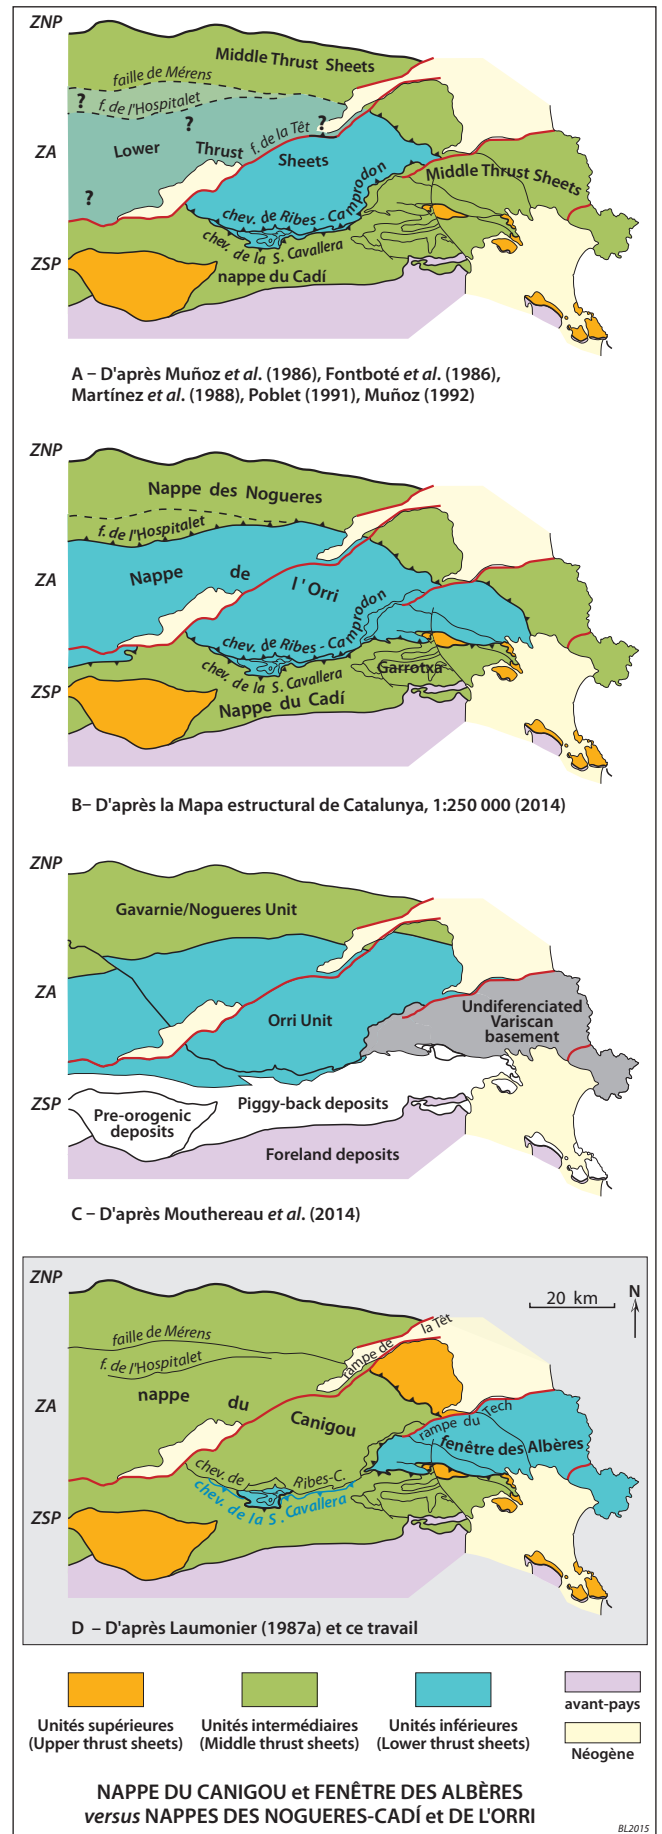 ZNP
Middle Thrust Sheets
faille de Mérens
f. de l'Hospitalet
?
?
?
?
ZA
Lower Thrust Sheets
f. de la Têt
Middle Thrust Sheets
chev. de Ribes - Camprodon
chev. de la S. Cavallera
ZSP
nappe du Cadí
A – D'après Muñoz et al. (1986), Fontboté et al. (1986),
Martínez et al. (1988), Poblet (1991), Muñoz (1992)
ZNP
Nappe des Nogueres
f. de l'Hospitalet
ZA
Nappe de l'Orri
chev. de Ribes - Camprodon
chev. de la S. Cavallera
Garrotxa
ZSP
Nappe du Cadí
B– D'après la Mapa estructural de Catalunya, 1:250 000 (2014)
ZNP
Gavarnie/Nogueres Unit
ZA
Orri Unit
Undiferenciated
Variscan
basement
ZSP
Pre-orogenic
deposits
Piggy-back deposits
Foreland deposits
C – D'après Mouthereau et al. (2014)
ZNP
20 km
N
faille de Mérens
f. de l'Hospitalet
rampe de la Têt
ZA
nappe du Canigou
rampe du Tech
fenêtre des Albères
chev. de Ribes-C.
chev. de la S. Cavallera
ZSP
D – D'après Laumonier (1987a) et ce travail
Unités supérieures
(Upper thrust sheets)
Unités intermédiaires
(Middle thrust sheets)
Unités inférieures
(Lower thrust sheets)
avant-pays
Néogène
NAPPE DU CANIGOU et FENÊTRE DES ALBÈRES
versus NAPPES DES NOGUERES-CADÍ et DE L'ORRI
BL2015